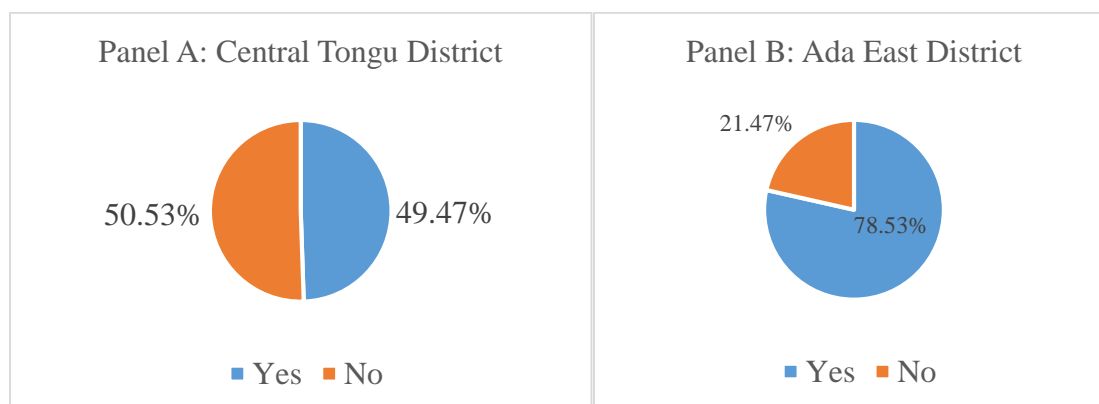 Panel A: Central Tongu District
50.53%
49.47%
Yes
No
Panel B: Ada East District
21.47%
78.53%
Yes
No